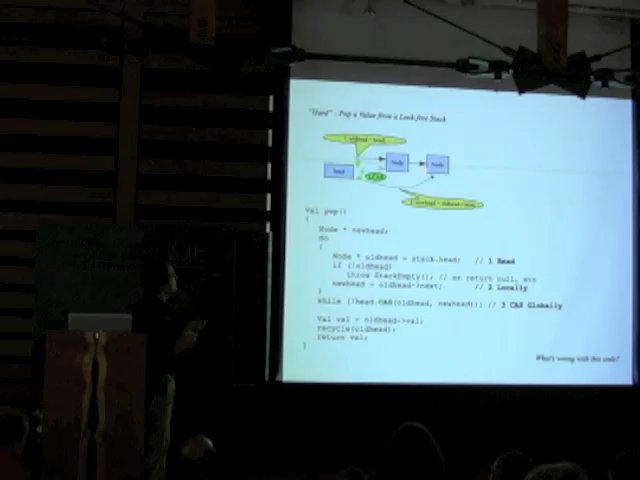 "Hard" : Pop a Value from a Lock-free Stack
1. oldhead = head;
head
Node
Node
2. newhead = oldhead->next;
Val pop()
{
Node * newhead;
do
{
Node * oldhead = stack.head; // 1 Read
if (!oldhead)
throw StackEmpty(); // or return null, etc
newhead = oldhead->next; // 2 Locally
}
while (!head.CAS(oldhead, newhead)); // 3 CAS Globally
Val val = oldhead->val;
recycle(oldhead);
return val;
}
What's wrong with this code?